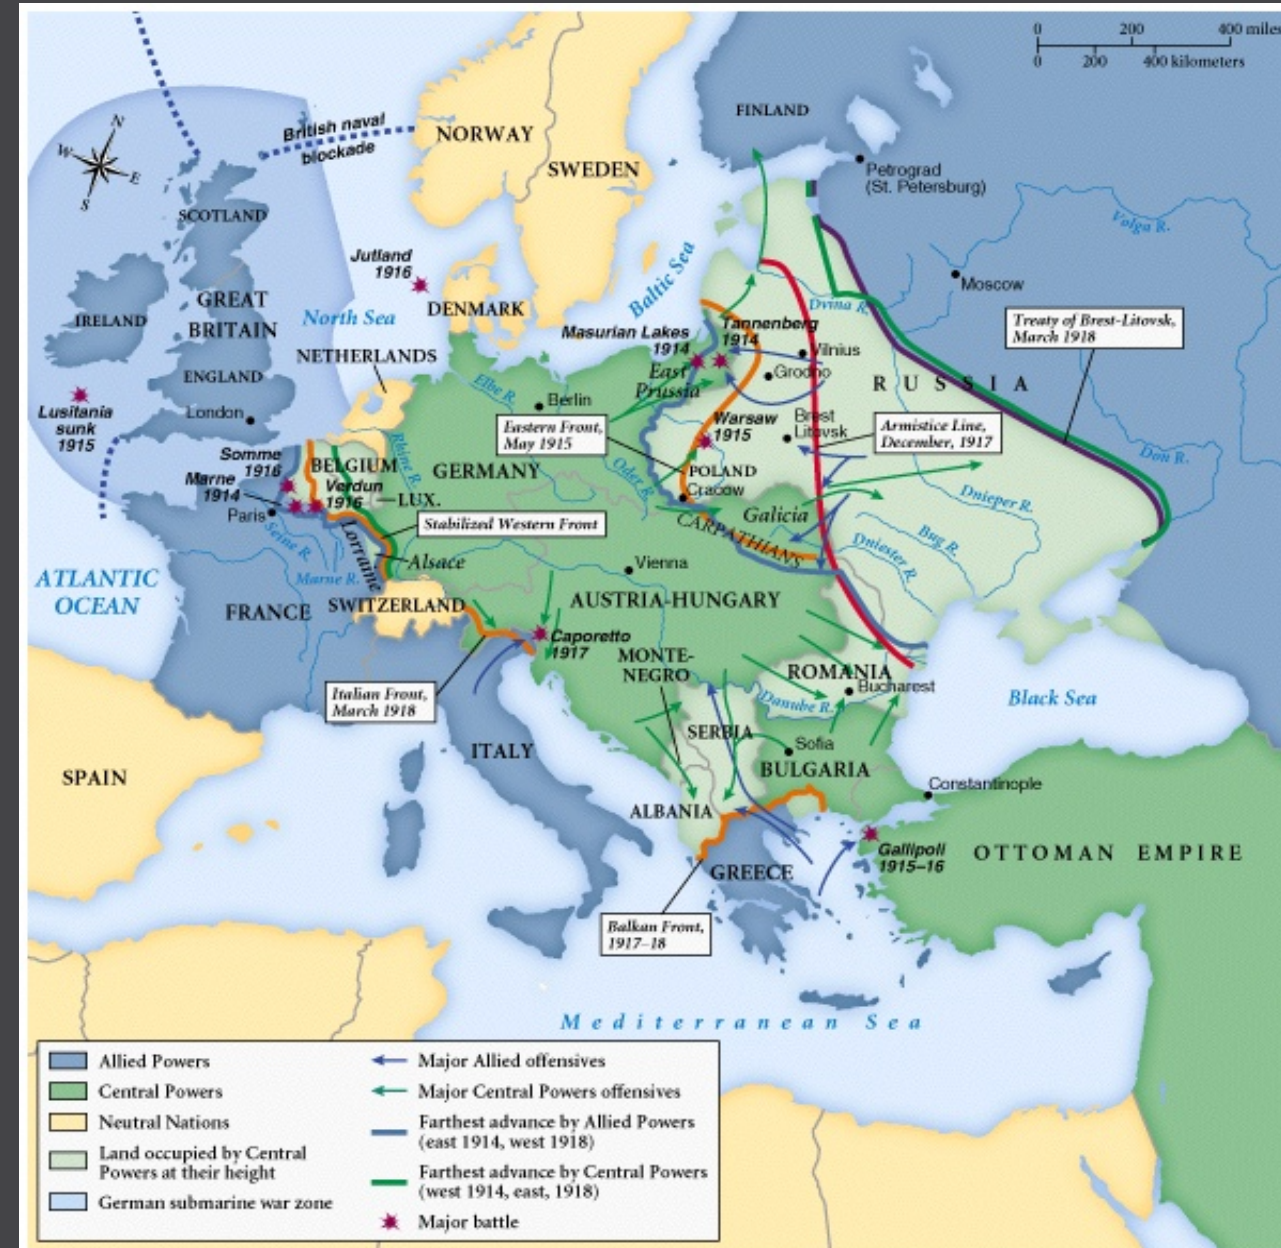 0 200 400 miles
0 200 400 kilometers
N
W
E
S
British naval
blockade
NORWAY
SWEDEN
FINLAND
Petrograd
(St. Petersburg)
Volga R.
Moscow
SCOTLAND
Jutland
1916
GREAT
BRITAIN
IRELAND
North Sea
DENMARK
Baltic Sea
NETHERLANDS
ENGLAND
London
Lusitania
sunk
1915
Masurian Lakes
1914
Tannenberg
1914
East
Prussia
Dvina R.
Vilnius
Grodno
Treaty of Brest-Litovsk,
March 1918
RUSSIA
Elbe R.
Berlin
Eastern Front,
May 1915
Warsaw
1915
Brest
Litovsk
Armistice Line,
December, 1917
Don R.
Somme
1916
BELGIUM
Rhine R.
GERMANY
Oder R.
POLAND
Cracow
Marne
1914
Verdun
1916
LUX.
Paris
Stabilized Western Front
Galicia
CARPATHIANS
Dnieper R.
Bug R.
Dniester R.
Seine R.
Lorraine
Alsace
Marne R.
Vienna
ATLANTIC
OCEAN
FRANCE
SWITZERLAND
AUSTRIA-HUNGARY
Caporetto
1917
MONTE-
NEGRO
ROMANIA
Bucharest
Danube R.
Black Sea
Italian Front,
March 1918
ITALY
SERBIA
Sofia
BULGARIA
SPAIN
Constantinople
ALBANIA
Gallipoli
1915–16
OTTOMAN EMPIRE
GREECE
Balkan Front,
1917–18
Mediterranean Sea
Allied Powers
Central Powers
Neutral Nations
Land occupied by Central
Powers at their height
German submarine war zone
Major Allied offensives
Major Central Powers offensives
Farthest advance by Allied Powers
(east 1914, west 1918)
Farthest advance by Central Powers
(west 1914, east, 1918)
Major battle